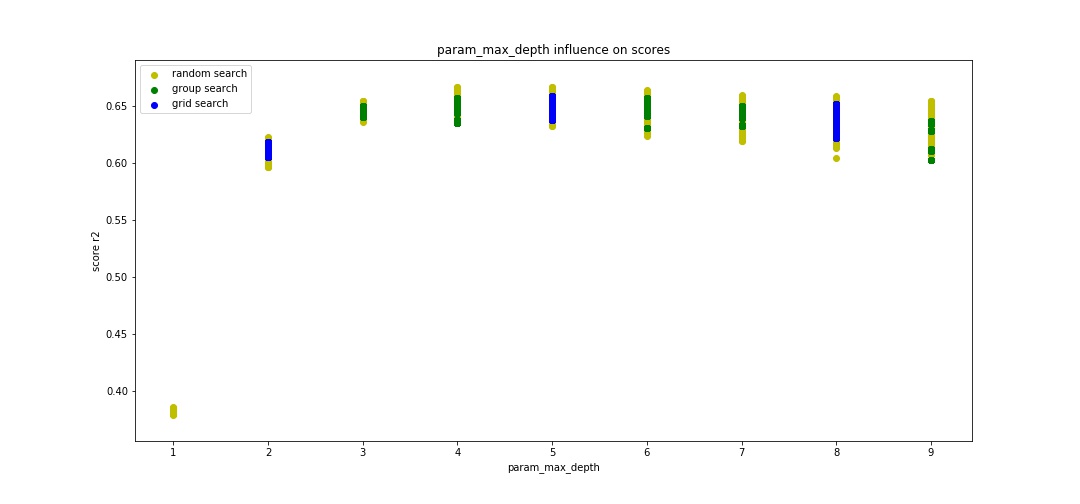 param_max_depth influence on scores
random search
group search
grid search
0.65
0.60
0.55
0.50
0.45
0.40
score r2
1 2 3 4 5 6 7 8 9
param_max_depth